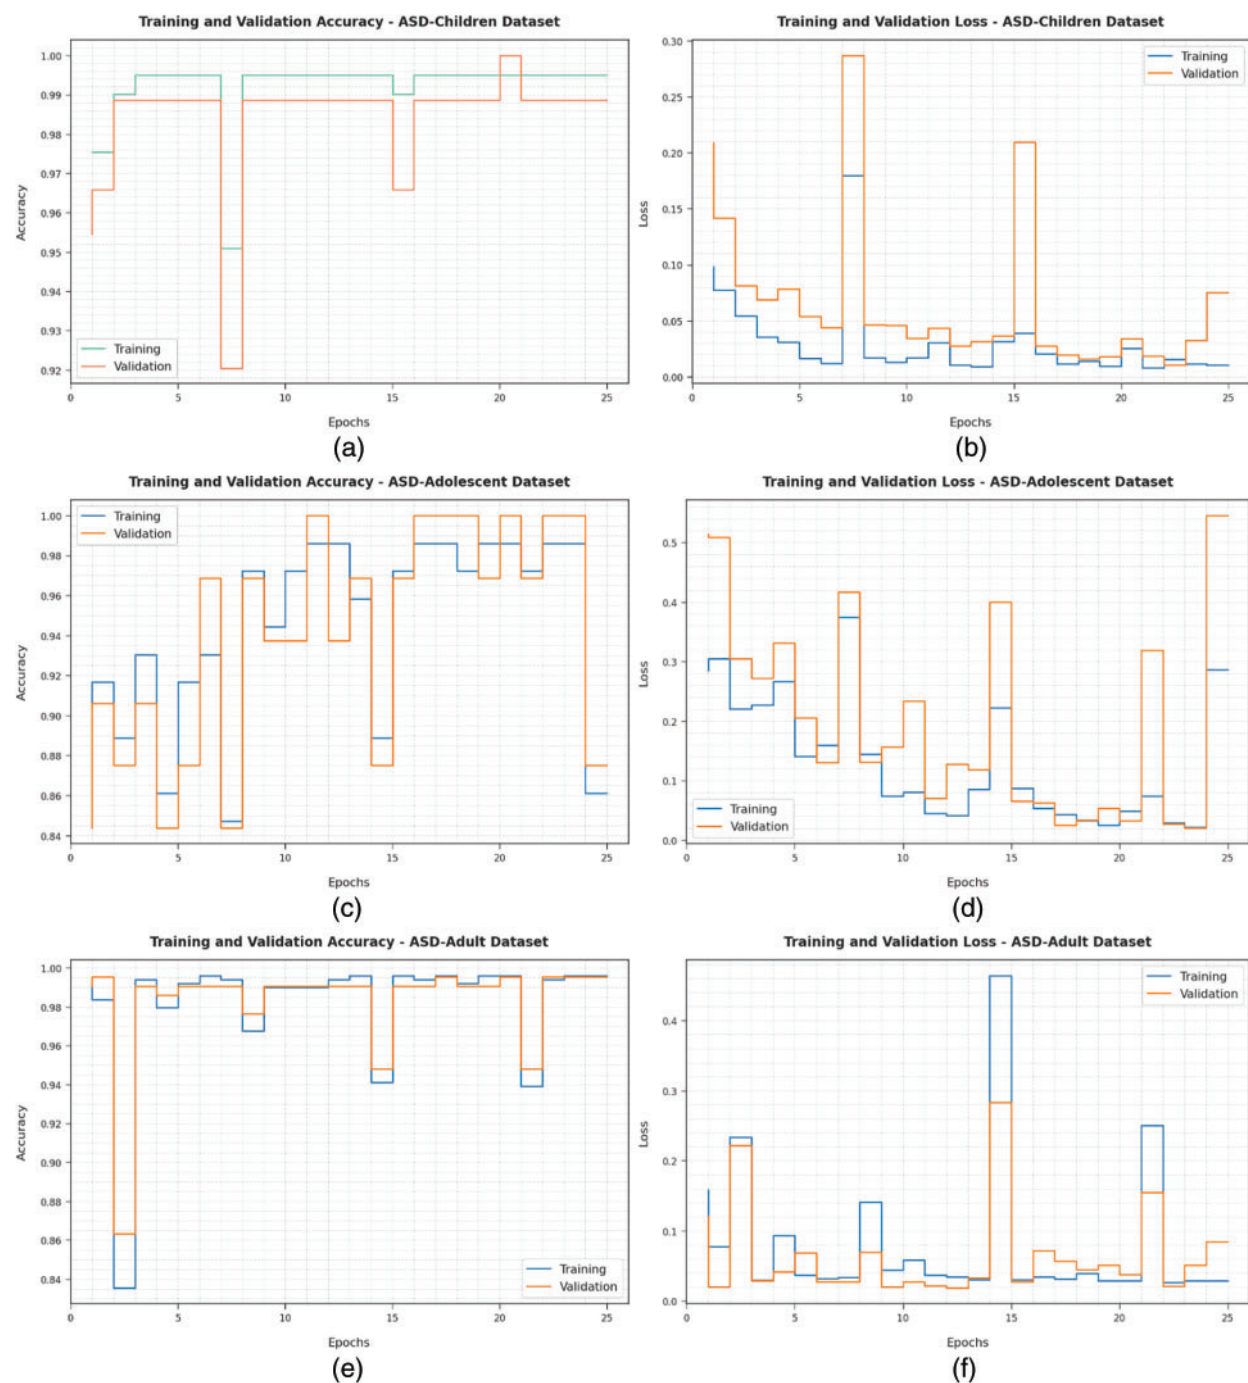 Training and Validation Accuracy - ASD-Children Dataset
1.00
0.99
0.98
0.97
0.96
0.95
0.94
0.93
0.92
Accuracy
Training
Validation
0 5 10 15 20 25
Epochs
(a)
Training and Validation Loss - ASD-Children Dataset
0.30
0.25
0.20
0.15
0.10
0.05
0.00
Loss
Training
Validation
0 5 10 15 20 25
Epochs
(b)
Training and Validation Accuracy - ASD-Adolescent Dataset
1.00
0.98
0.96
0.94
0.92
0.90
0.88
0.86
0.84
Accuracy
Training
Validation
0 5 10 15 20 25
Epochs
(c)
Training and Validation Loss - ASD-Adolescent Dataset
0.5
0.4
0.3
0.2
0.1
0.0
Loss
Training
Validation
0 5 10 15 20 25
Epochs
(d)
Training and Validation Accuracy - ASD-Adult Dataset
1.00
0.98
0.96
0.94
0.92
0.90
0.88
0.86
0.84
Accuracy
Training
Validation
0 5 10 15 20 25
Epochs
(e)
Training and Validation Loss - ASD-Adult Dataset
0.4
0.3
0.2
0.1
0.0
Loss
Training
Validation
0 5 10 15 20 25
Epochs
(f)